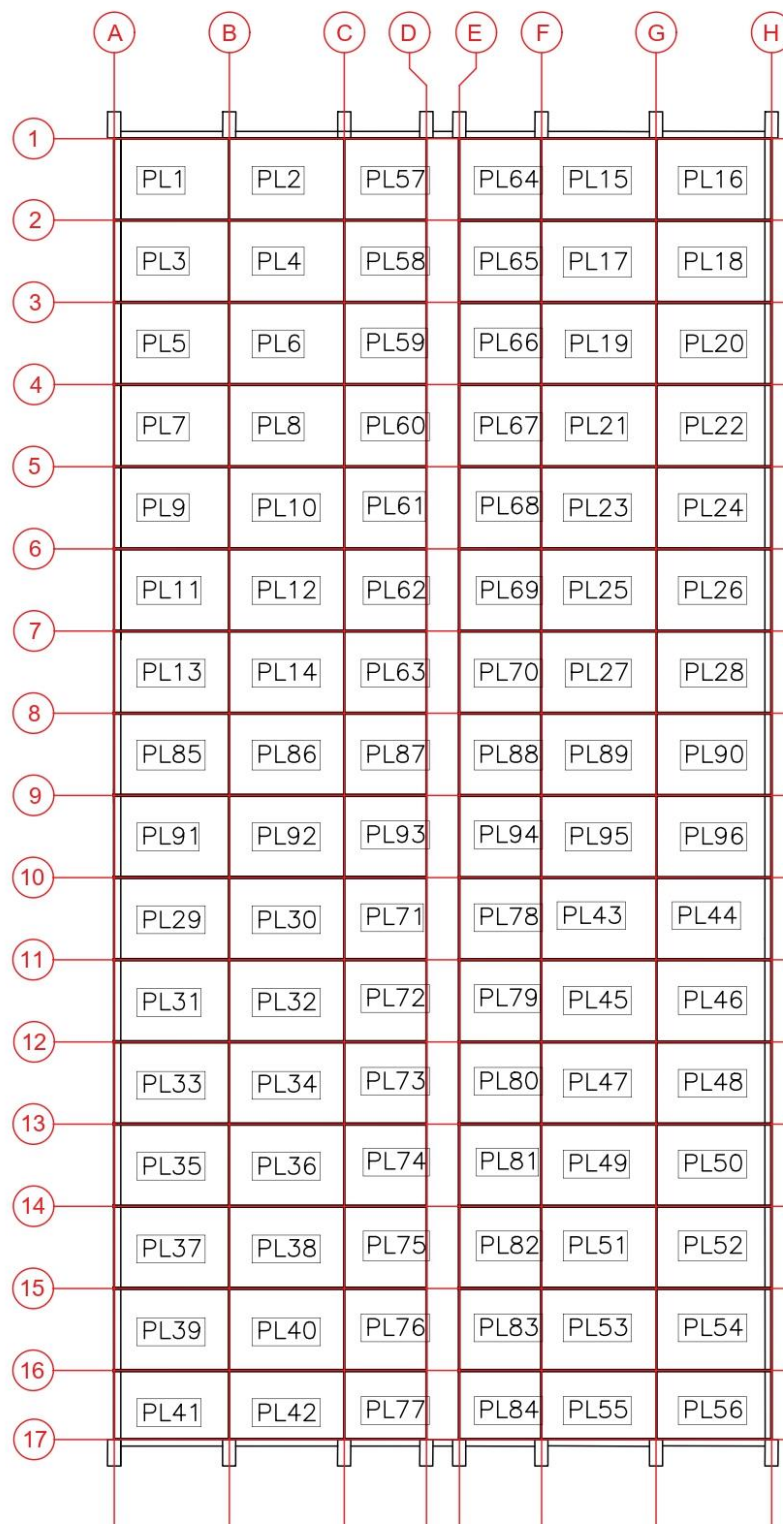 A B C D E F G H
1
PL1 PL2 PL57 PL64 PL15 PL16
2
PL3 PL4 PL58 PL65 PL17 PL18
3
PL5 PL6 PL59 PL66 PL19 PL20
4
PL7 PL8 PL60 PL67 PL21 PL22
5
PL9 PL10 PL61 PL68 PL23 PL24
6
PL11 PL12 PL62 PL69 PL25 PL26
7
PL13 PL14 PL63 PL70 PL27 PL28
8
PL85 PL86 PL87 PL88 PL89 PL90
9
PL91 PL92 PL93 PL94 PL95 PL96
10
PL29 PL30 PL71 PL78 PL43 PL44
11
PL31 PL32 PL72 PL79 PL45 PL46
12
PL33 PL34 PL73 PL80 PL47 PL48
13
PL35 PL36 PL74 PL81 PL49 PL50
14
PL37 PL38 PL75 PL82 PL51 PL52
15
PL39 PL40 PL76 PL83 PL53 PL54
16
PL41 PL42 PL77 PL84 PL55 PL56
17